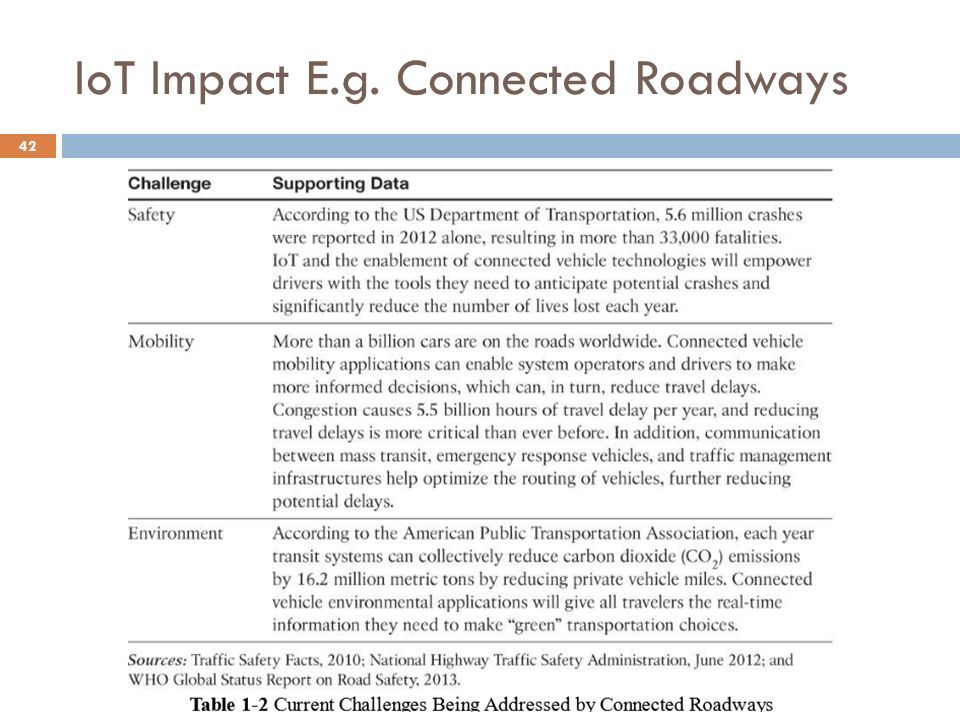 IoT Impact E.g. Connected Roadways
42
Challenge Supporting Data
Safety According to the US Department of Transportation, 5.6 million crashes
were reported in 2012 alone, resulting in more than 33,000 fatalities.
IoT and the enablement of connected vehicle technologies will empower
drivers with the tools they need to anticipate potential crashes and
significantly reduce the number of lives lost each year.
Mobility More than a billion cars are on the roads worldwide. Connected vehicle
mobility applications can enable system operators and drivers to make
more informed decisions, which can, in turn, reduce travel delays.
Congestion causes 5.5 billion hours of travel delay per year, and reducing
travel delays is more critical than ever before. In addition, communication
between mass transit, emergency response vehicles, and traffic management
infrastructures help optimize the routing of vehicles, further reducing
potential delays.
Environment According to the American Public Transportation Association, each year
transit systems can collectively reduce carbon dioxide (CO₂) emissions
by 16.2 million metric tons by reducing private vehicle miles. Connected
vehicle environmental applications will give all travelers the real-time
information they need to make “green” transportation choices.
Sources: Traffic Safety Facts, 2010; National Highway Traffic Safety Administration, June 2012; and
WHO Global Status Report on Road Safety, 2013.
Table 1-2 Current Challenges Being Addressed by Connected Roadways